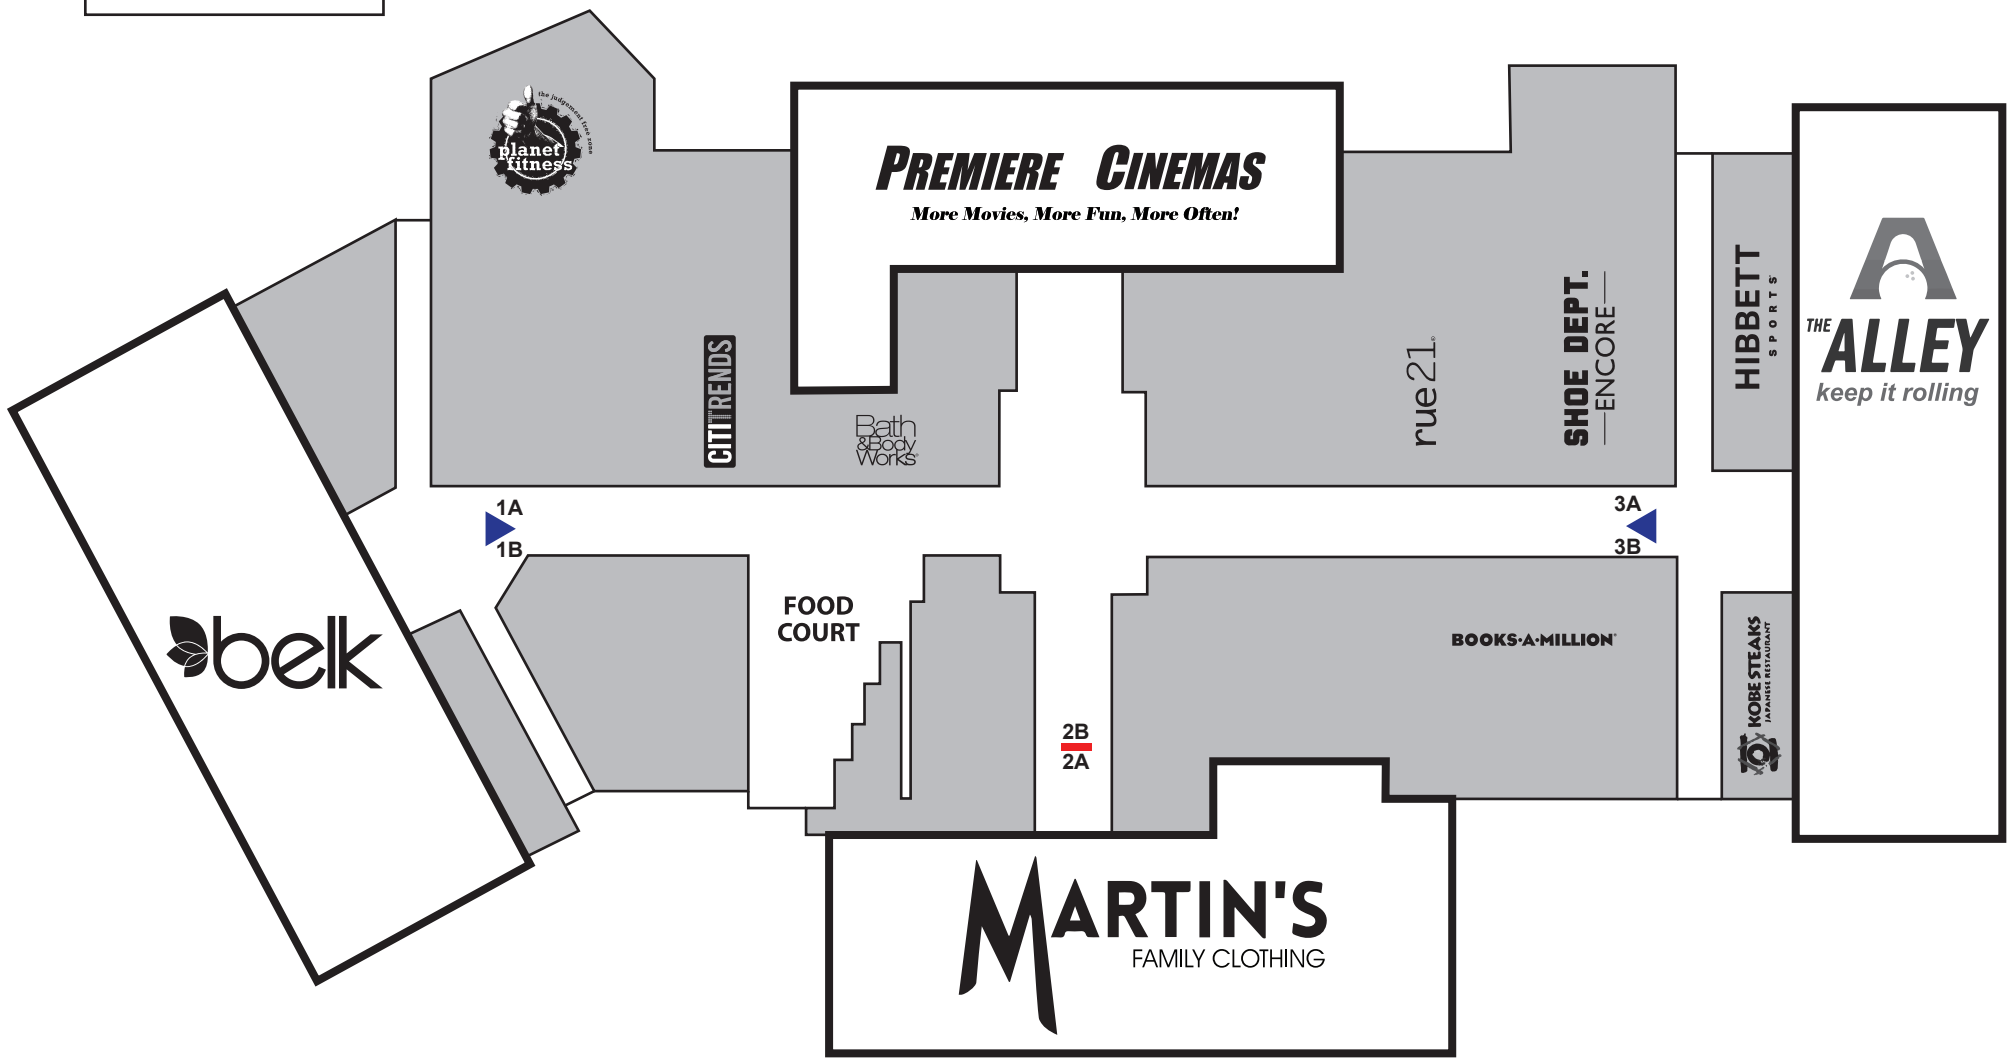 the judgement free zone
planet
fitness
PREMIERE CINEMAS
More Movies, More Fun, More Often!
CITITRENDS
Bath
&Body
Works
rue21
SHOE DEPT.
ENCORE
HIBBETT
SPORTS
THE
ALLEY
keep it rolling
1A
1B
3A
3B
FOOD
COURT
belk
BOOKS·A·MILLION
KOBE STEAKS
JAPANESE RESTAURANT
2B
2A
MARTIN'S
FAMILY CLOTHING